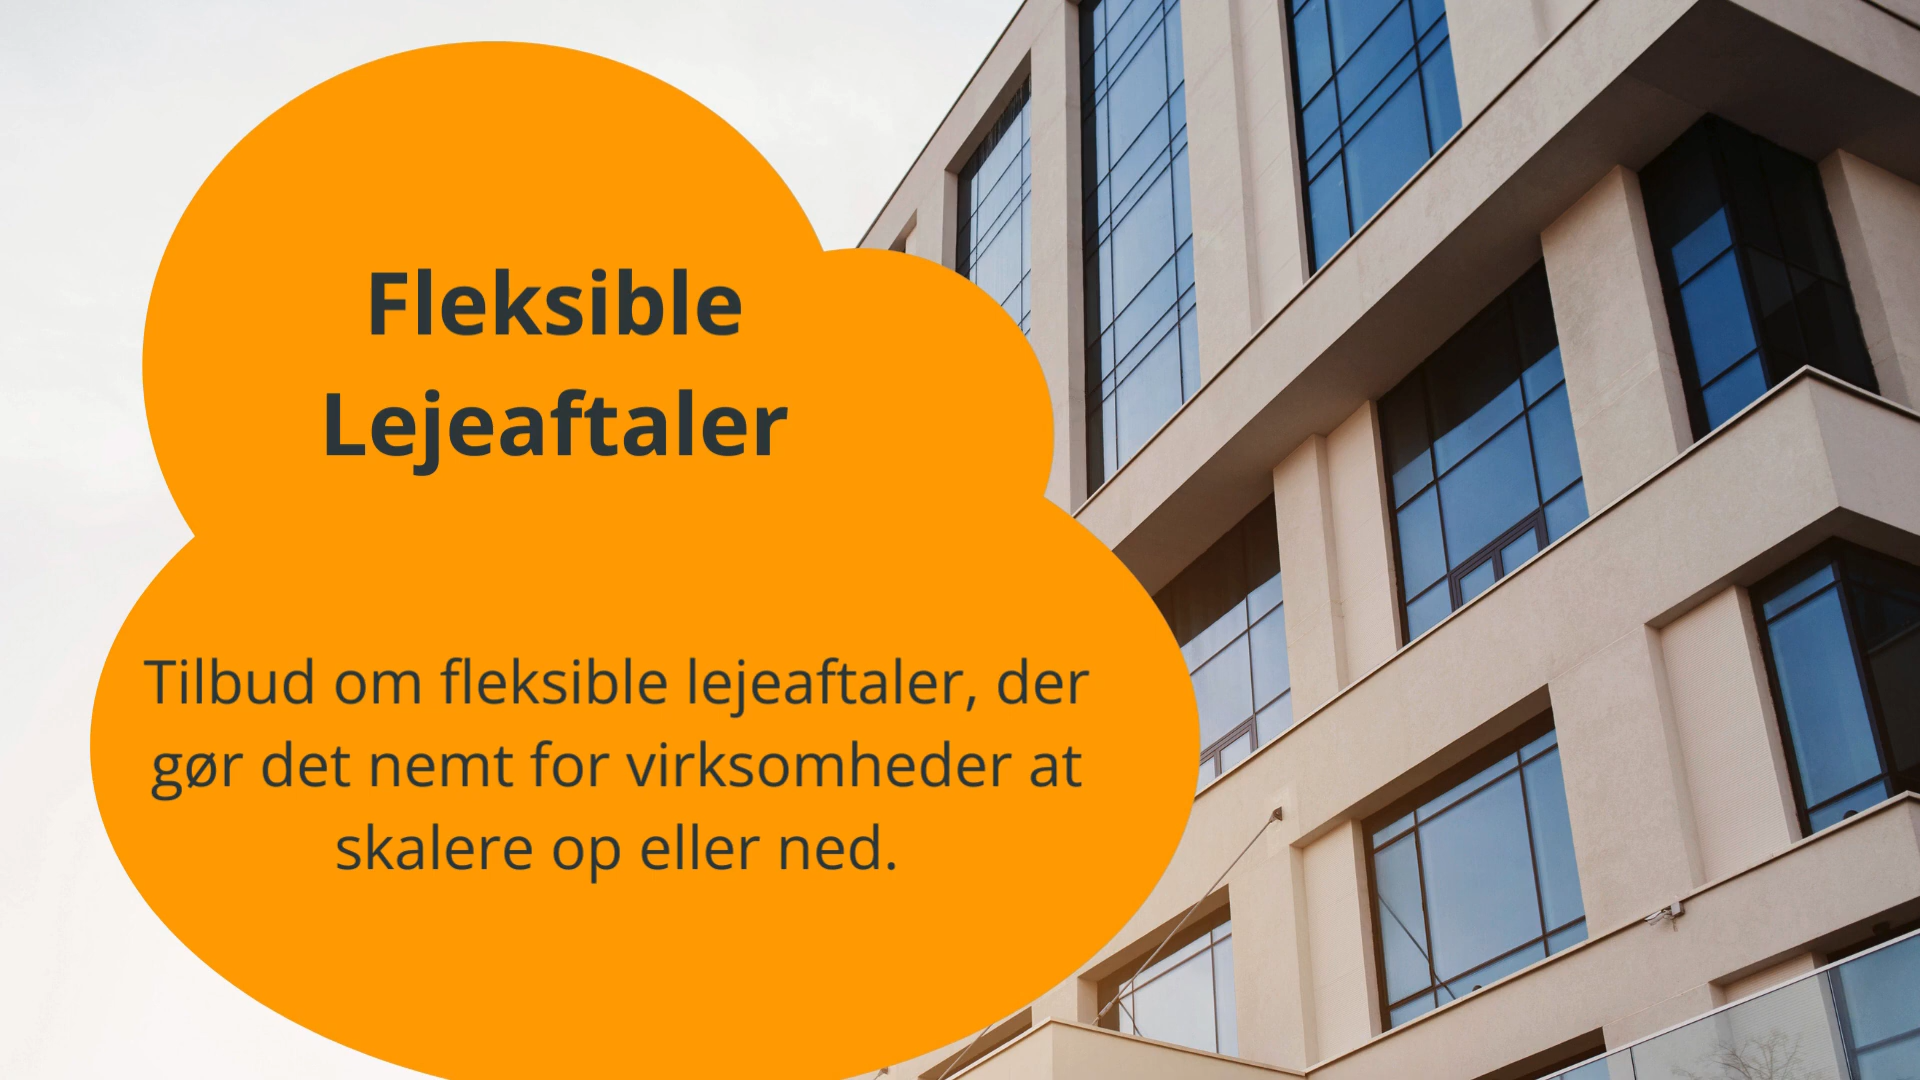 Fleksible
Lejeaftaler
Tilbud om fleksible lejeaftaler, der
gør det nemt for virksomheder at
skalere op eller ned.